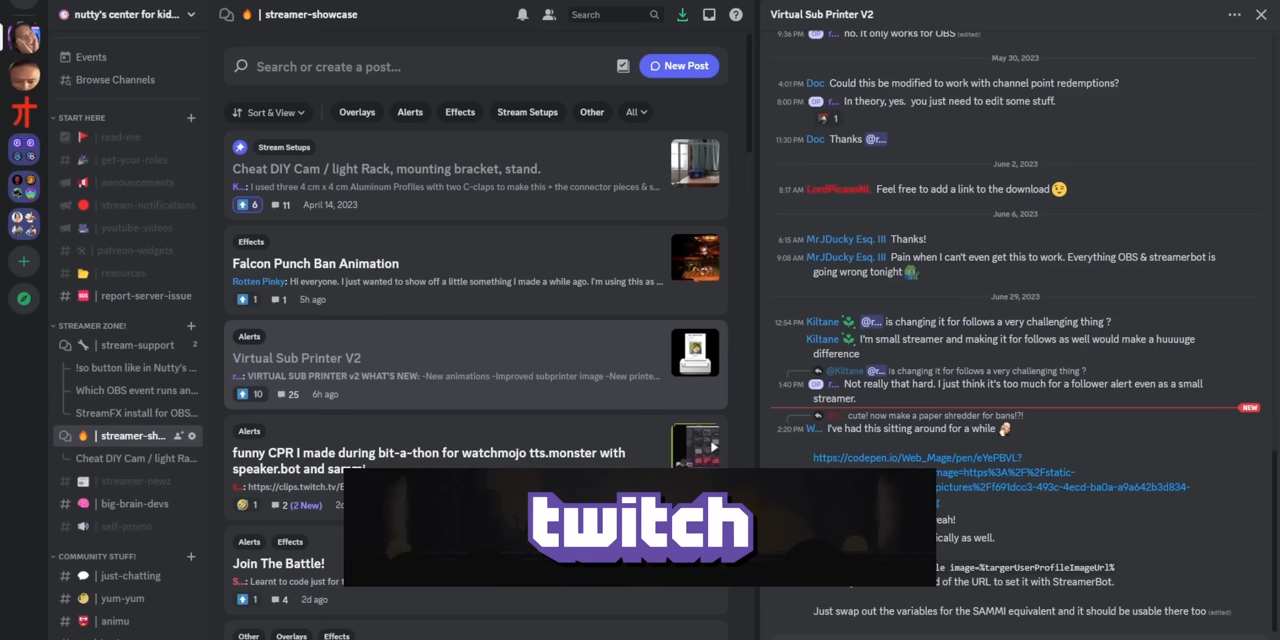 nutty's center for kid...
Events
Browse Channels
START HERE
read-me
get-your-roles
announcements
stream-notifications
youtube-videos
patreon-widgets
resources
report-server-issue
STREAMER ZONE!
stream-support 2
!so button like in Nutty's ...
Which OBS event runs an...
StreamFX install for OBS...
streamer-sh...
Cheat DIY Cam / light Ra...
streamer-newz
big-brain-devs
self-promo
COMMUNITY STUFF!
just-chatting
yum-yum
animu
streamer-showcase
Search
Search or create a post...
New Post
Sort & View
Overlays
Alerts
Effects
Stream Setups
Other
All
Stream Setups
Cheat DIY Cam / light Rack, mounting bracket, stand.
K...: I used three 4 cm x 4 cm Aluminum Profiles with two C-claps to make this + the connector pieces & s...
6 11 April 14, 2023
Effects
Falcon Punch Ban Animation
Rotten Pinky: Hi everyone. I just wanted to show off a little something I made a while ago. I'm using this as ...
1 1 5h ago
Alerts
Virtual Sub Printer V2
r...: VIRTUAL SUB PRINTER v2 WHAT'S NEW: -New animations -Improved subprinter image -New printe...
10 25 6h ago
Alerts
funny CPR I made during bit-a-thon for watchmojo tts.monster with
speaker.bot and sammi
S...: https://clips.twitch.tv/E
1 2 (2 New)
Alerts Effects
Join The Battle!
S...: Learnt to code just for
1 4 2d ago
Other Overlays Effects
twitch
Virtual Sub Printer V2
9:36 PM OP r... no. It only works for OBS (edited)
May 30, 2023
4:01 PM Doc Could this be modified to work with channel point redemptions?
8:00 PM OP r... In theory, yes. you just need to edit some stuff.
1
11:30 PM Doc Thanks @r...
June 2, 2023
8:17 AM LordPicawsNL Feel free to add a link to the download
June 6, 2023
6:15 AM MrJDucky Esq. III Thanks!
9:08 AM MrJDucky Esq. III Pain when I can't even get this to work. Everything OBS & streamerbot is
going wrong tonight
June 29, 2023
12:54 PM Kiltane @r... is changing it for follows a very challenging thing ?
Kiltane I'm small streamer and making it for follows as well would make a huuuuge
difference
@Kiltane @r... is changing it for follows a very challenging thing ?
1:40 PM OP r... Not really that hard. I just think it's too much for a follower alert even as a small
streamer.
NEW
cute! now make a paper shredder for bans!?!
2:20 PM W... I've had this sitting around for a while
https://codepen.io/Web_Mage/pen/eYePBVL?
mage=https%3A%2F%2Fstatic-
pictures%2Ff691dcc3-493c-4ecd-ba0a-a9a642b3d834-
eah!
ically as well.
le image=%targerUserProfileImageUrl%
d of the URL to set it with StreamerBot.
Just swap out the variables for the SAMMI equivalent and it should be usable there too (edited)